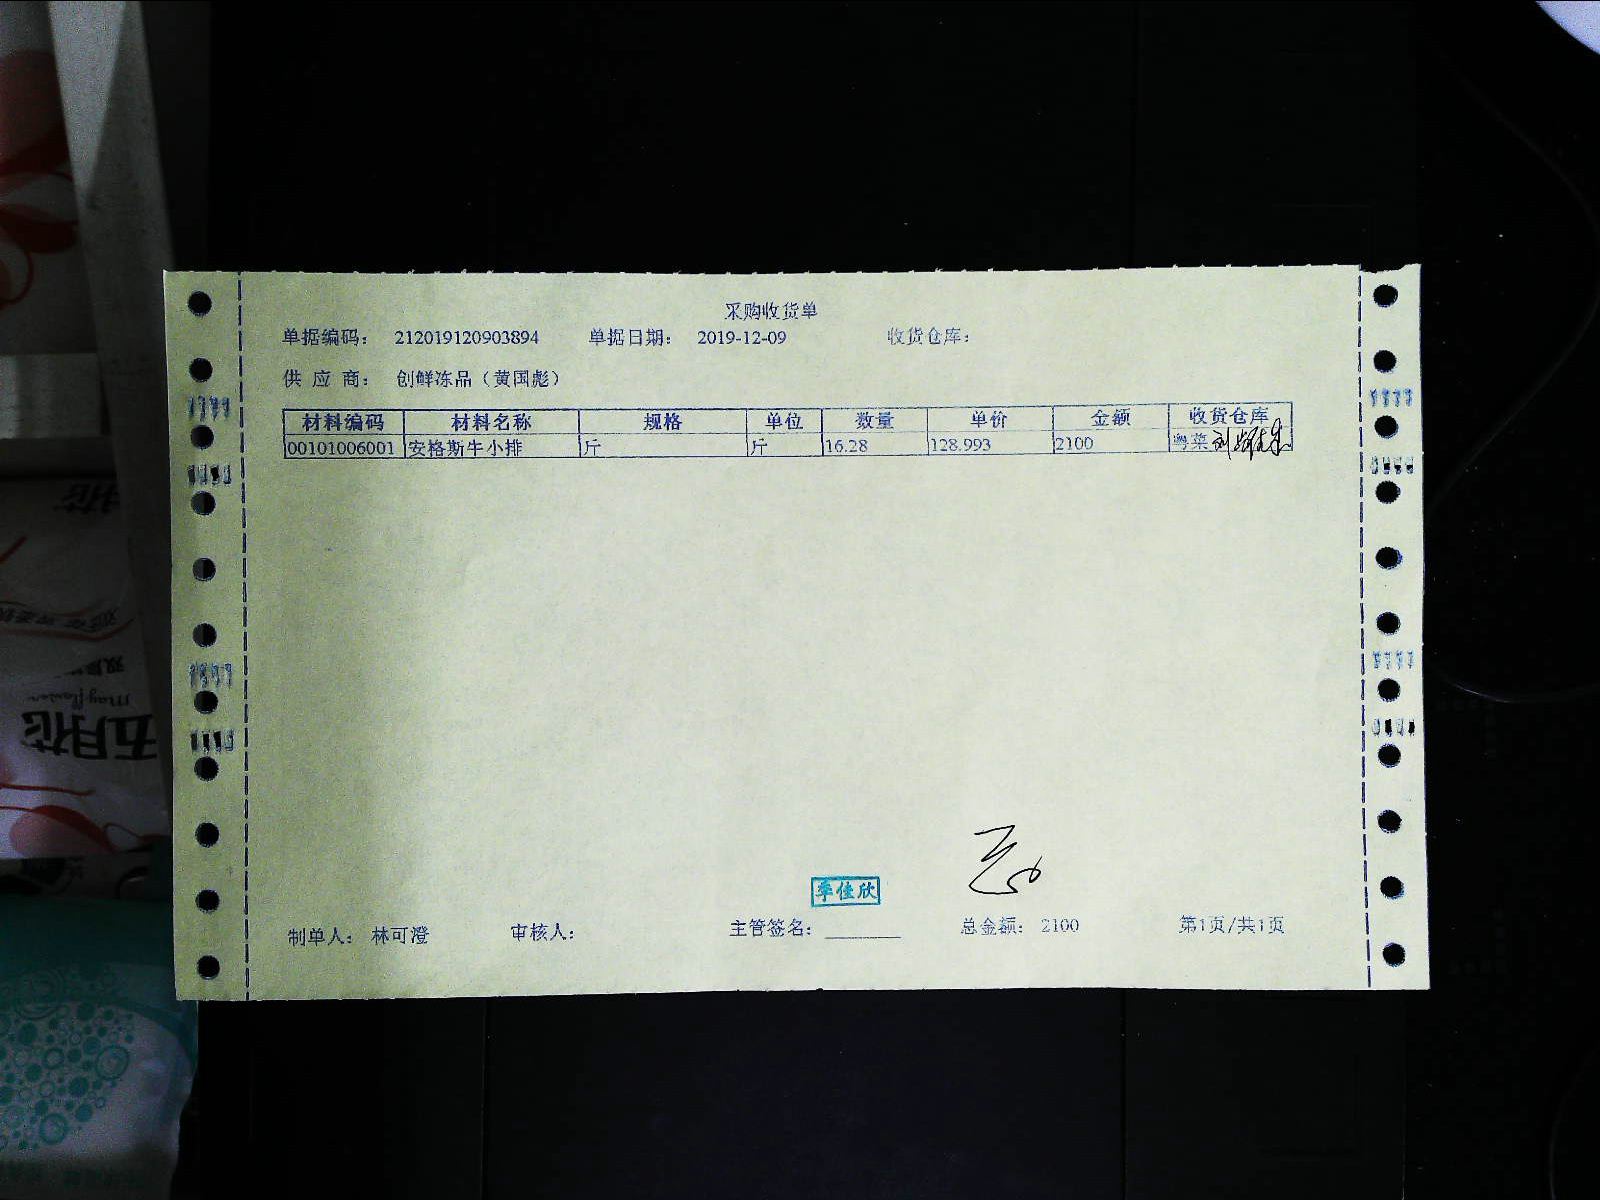 采购收货单
单据编码： 212019120903894 单据日期： 2019-12-09 收货仓库：
供 应 商： 创鲜冻品（黄国彪）
材料编码 材料名称 规格 单位 数量 单价 金额 收货仓库
00101006001 安格斯牛小排 斤 斤 16.28 128.993 2100 粤菜
李佳欣
制单人： 林可澄 审核人： 主管签名： 总金额： 2100 第1页/共1页
五月花